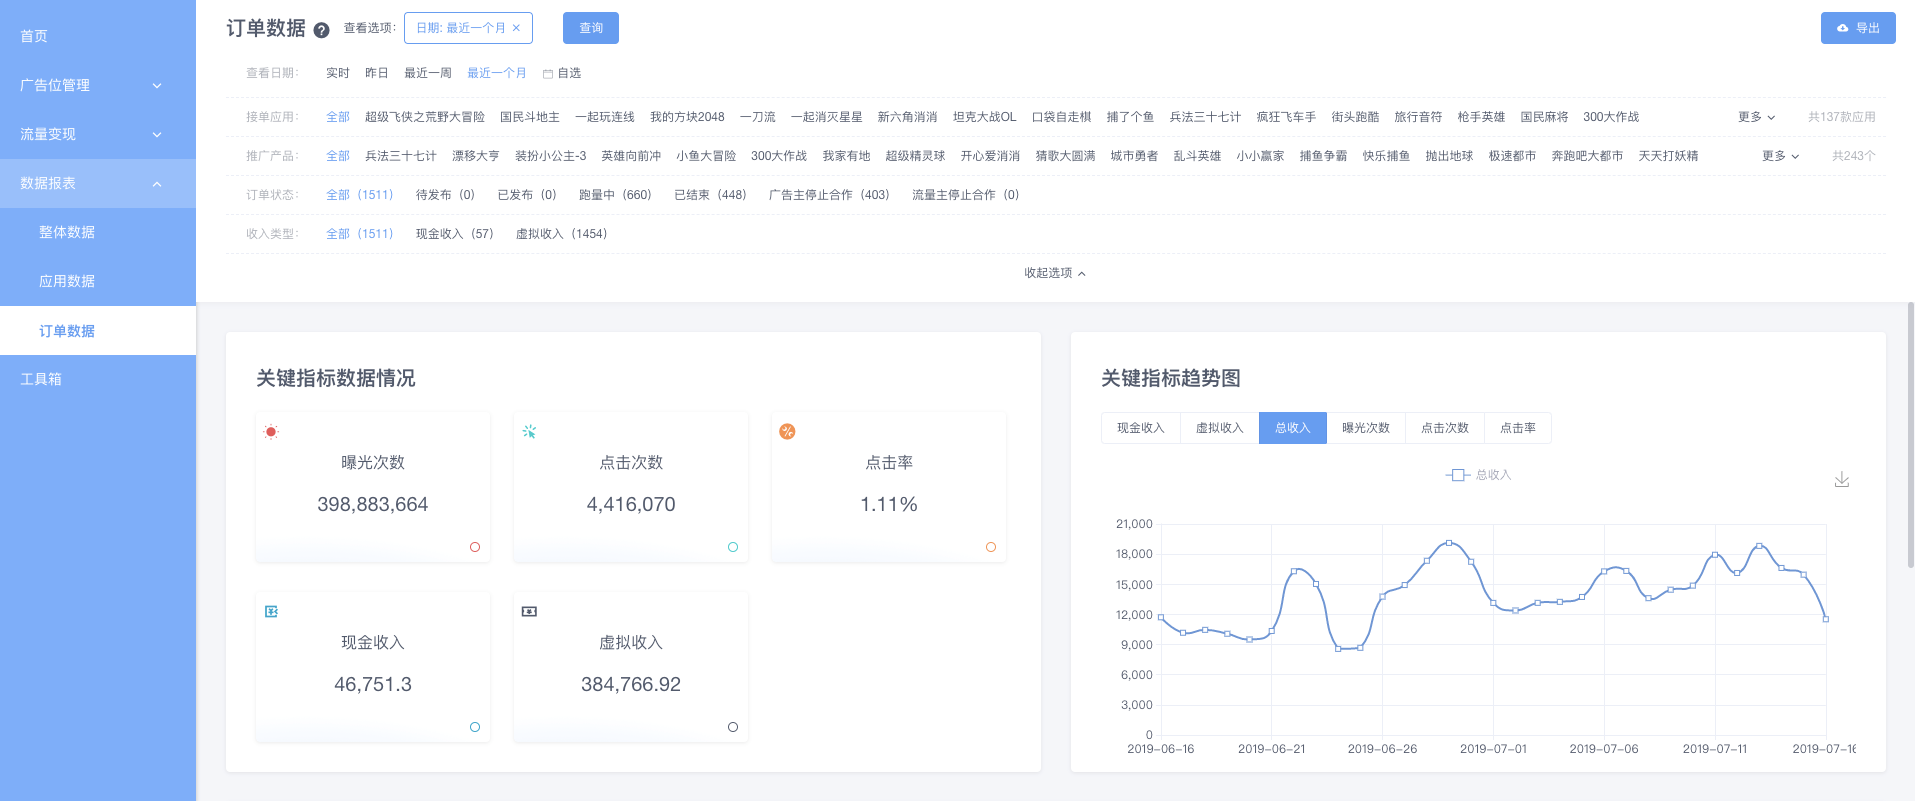 首页
广告位管理
流量变现
数据报表
整体数据
应用数据
订单数据
工具箱
订单数据 ? 查看选项: 日期: 最近一个月 × 查询 导出
查看日期: 实时 昨日 最近一周 最近一个月 自选
接单应用: 全部 超级飞侠之荒野大冒险 国民斗地主 一起玩连线 我的方块2048 一刀流 一起消灭星星 新六角消消 坦克大战OL 口袋自走棋 捕了个鱼 兵法三十七计 疯狂飞车手 街头跑酷 旅行音符 枪手英雄 国民麻将 300大作战 更多 共137款应用
推广产品: 全部 兵法三十七计 漂移大亨 装扮小公主-3 英雄向前冲 小鱼大冒险 300大作战 我家有地 超级精灵球 开心爱消消 猜歌大圆满 城市勇者 乱斗英雄 小小赢家 捕鱼争霸 快乐捕鱼 抛出地球 极速都市 奔跑吧大都市 天天打妖精 更多 共243个
订单状态: 全部（1511） 待发布（0） 已发布（0） 跑量中（660） 已结束（448） 广告主停止合作（403） 流量主停止合作（0）
收入类型: 全部（1511） 现金收入（57） 虚拟收入（1454）
收起选项
关键指标数据情况
曝光次数
398,883,664
点击次数
4,416,070
点击率
1.11%
现金收入
46,751.3
虚拟收入
384,766.92
关键指标趋势图
现金收入 虚拟收入 总收入 曝光次数 点击次数 点击率
总收入
21,000
18,000
15,000
12,000
9,000
6,000
3,000
0
2019-06-16 2019-06-21 2019-06-26 2019-07-01 2019-07-06 2019-07-11 2019-07-16